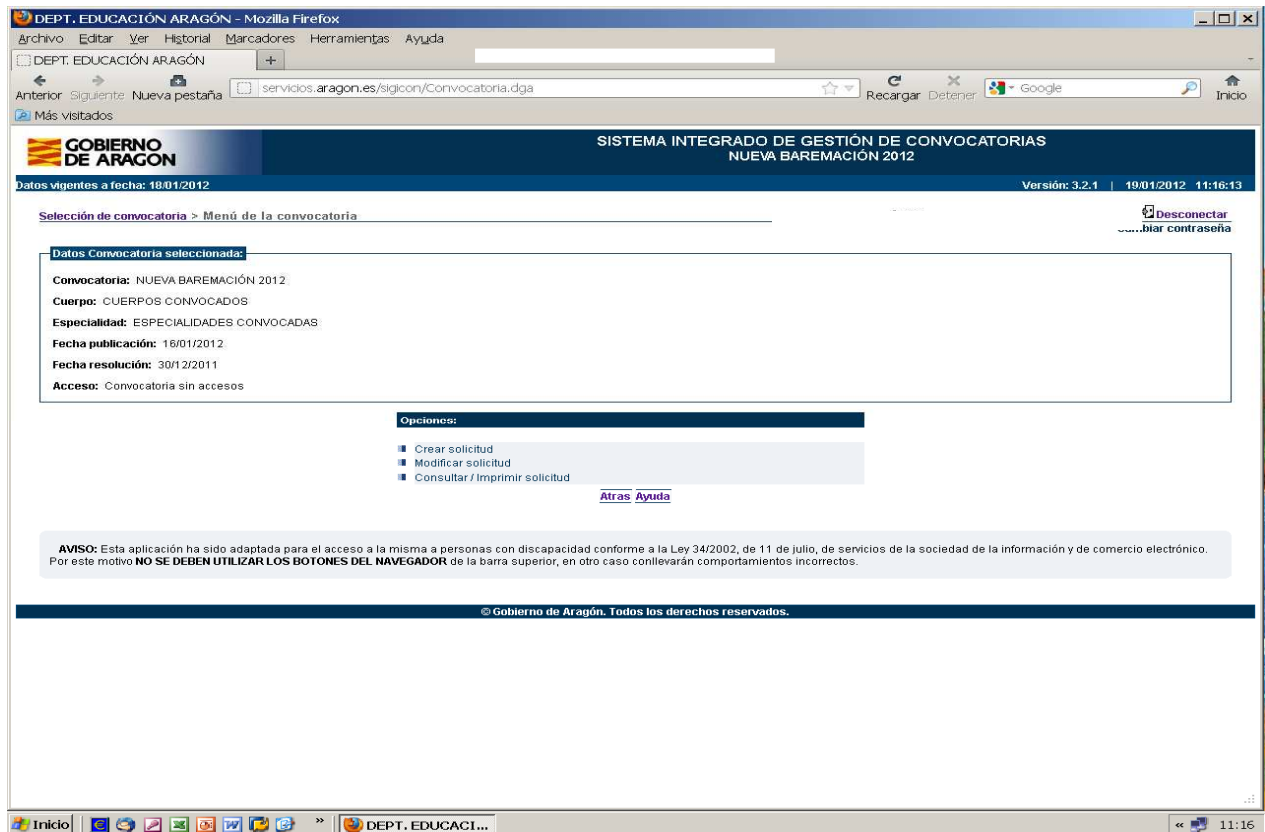 DEPT. EDUCACIÓN ARAGÓN - Mozilla Firefox
Archivo Editar Ver Historial Marcadores Herramientas Ayuda
DEPT. EDUCACIÓN ARAGÓN +
Anterior Siguiente Nueva pestaña servicios.aragon.es/sigicon/Convocatoria.dga Recargar Detener Google Inicio
Más visitados
GOBIERNO
DE ARAGON
SISTEMA INTEGRADO DE GESTIÓN DE CONVOCATORIAS
NUEVA BAREMACIÓN 2012
Datos vigentes a fecha: 18/01/2012 Versión: 3.2.1 | 19/01/2012 11:16:13
Selección de convocatoria > Menú de la convocatoria Desconectar
biar contraseña
Datos Convocatoria seleccionada:
Convocatoria: NUEVA BAREMACIÓN 2012
Cuerpo: CUERPOS CONVOCADOS
Especialidad: ESPECIALIDADES CONVOCADAS
Fecha publicación: 16/01/2012
Fecha resolución: 30/12/2011
Acceso: Convocatoria sin accesos
Opciones:
Crear solicitud
Modificar solicitud
Consultar / Imprimir solicitud
Atras Ayuda
AVISO: Esta aplicación ha sido adaptada para el acceso a la misma a personas con discapacidad conforme a la Ley 34/2002, de 11 de julio, de servicios de la sociedad de la información y de comercio electrónico.
Por este motivo NO SE DEBEN UTILIZAR LOS BOTONES DEL NAVEGADOR de la barra superior, en otro caso conllevarán comportamientos incorrectos.
© Gobierno de Aragón. Todos los derechos reservados.
Inicio » DEPT. EDUCACI... « 11:16